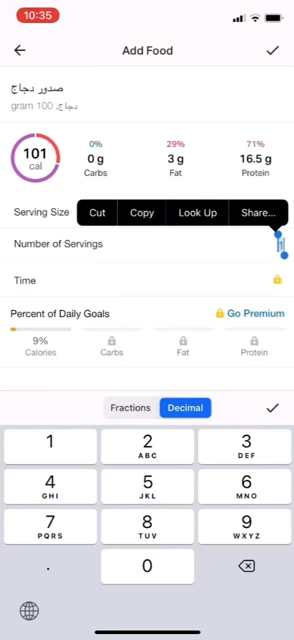 10:35
Add Food
صدور دجاج
دجاج, 100 gram
101
cal
0%
0 g
Carbs
29%
3 g
Fat
71%
16.5 g
Protein
Serving Size
Cut
Copy
Look Up
Share...
Number of Servings
1
Time
Percent of Daily Goals
Go Premium
9%
Calories
Carbs
Fat
Protein
Fractions
Decimal
1
2
ABC
3
DEF
4
GHI
5
JKL
6
MNO
7
PQRS
8
TUV
9
WXYZ
.
0